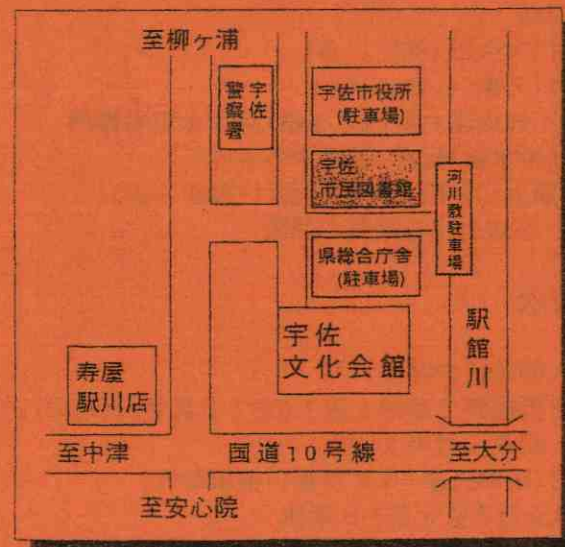 至柳ヶ浦
宇佐
警察署
宇佐市役所
(駐車場)
宇佐
市民図書館
河川敷駐車場
県総合庁舎
(駐車場)
宇佐
文化会館
駅館川
寿屋
駅川店
至中津
国道10号線
至大分
至安心院